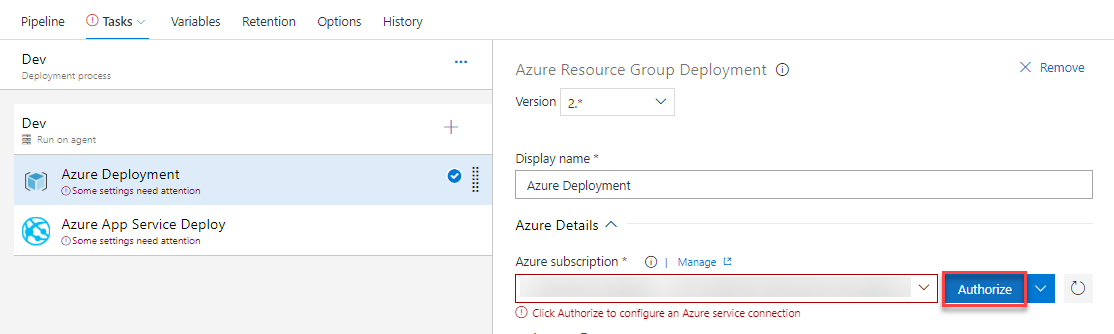 Pipeline Tasks Variables Retention Options History
Dev
Deployment process
Dev
Run on agent
Azure Deployment
Some settings need attention
Azure App Service Deploy
Some settings need attention
Azure Resource Group Deployment
Remove
Version 2.*
Display name *
Azure Deployment
Azure Details
Azure subscription * | Manage
Authorize
Click Authorize to configure an Azure service connection